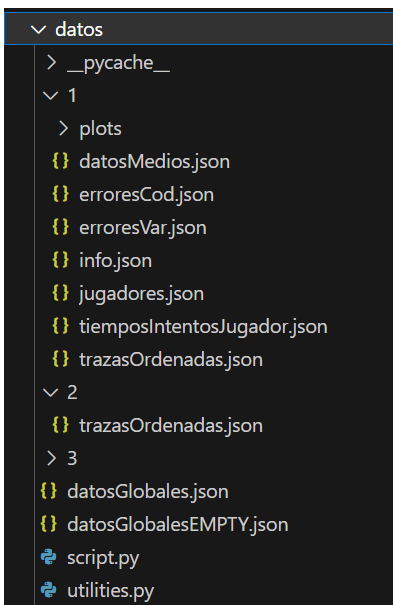 datos
__pycache__
1
plots
{} datosMedios.json
{} erroresCod.json
{} erroresVar.json
{} info.json
{} jugadores.json
{} tiemposIntentosJugador.json
{} trazasOrdenadas.json
2
{} trazasOrdenadas.json
3
{} datosGlobales.json
{} datosGlobalesEMPTY.json
script.py
utilities.py